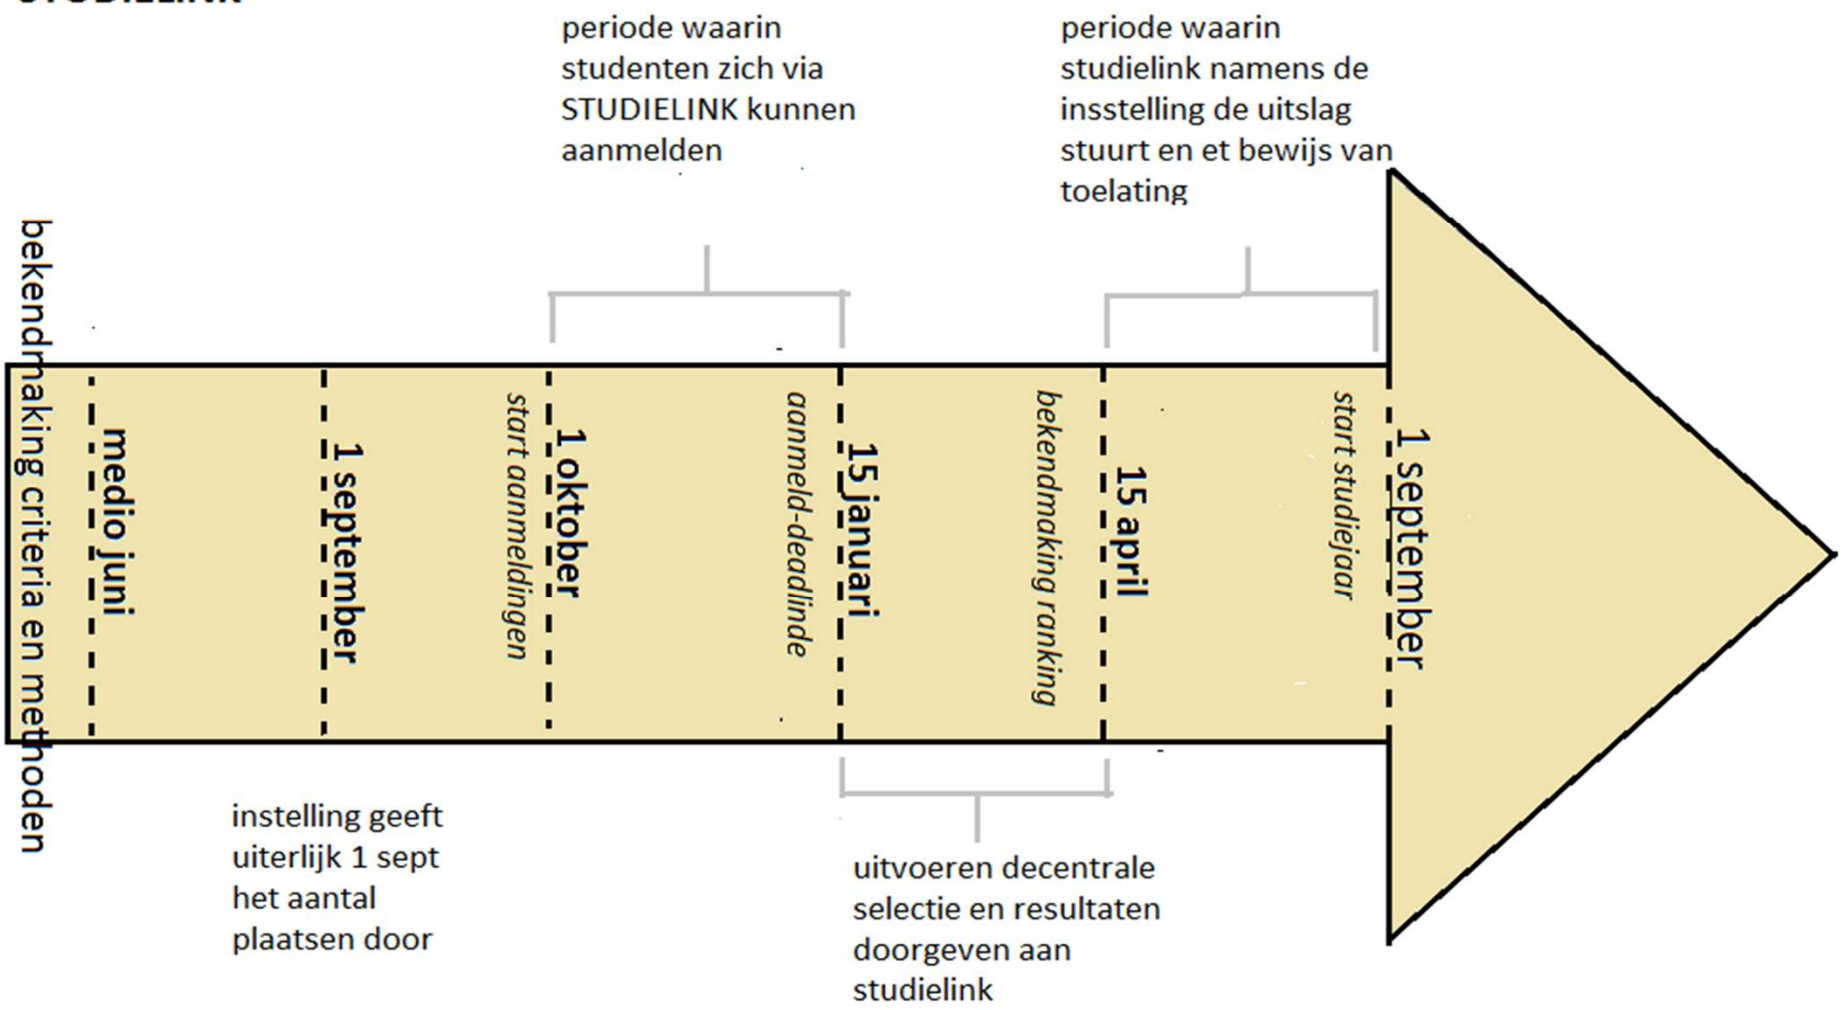 STUDIELINK
periode waarin
studenten zich via
STUDIELINK kunnen
aanmelden
periode waarin
studielink namens de
insstelling de uitslag
stuurt en et bewijs van
toelating
bekendmaking criteria en methoden
medio juni
1 september
start aanmeldingen
1 oktober
aanmeld-deadlinde
15 januari
bekendmaking ranking
15 april
start studiejaar
1 september
instelling geeft
uiterlijk 1 sept
het aantal
plaatsen door
uitvoeren decentrale
selectie en resultaten
doorgeven aan
studielink